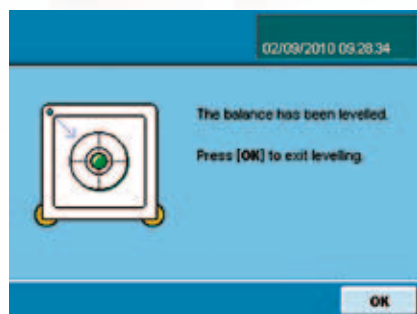 02/09/2010 09.28.34
The balance has been levelled.
Press [OK] to exit levelling.
OK